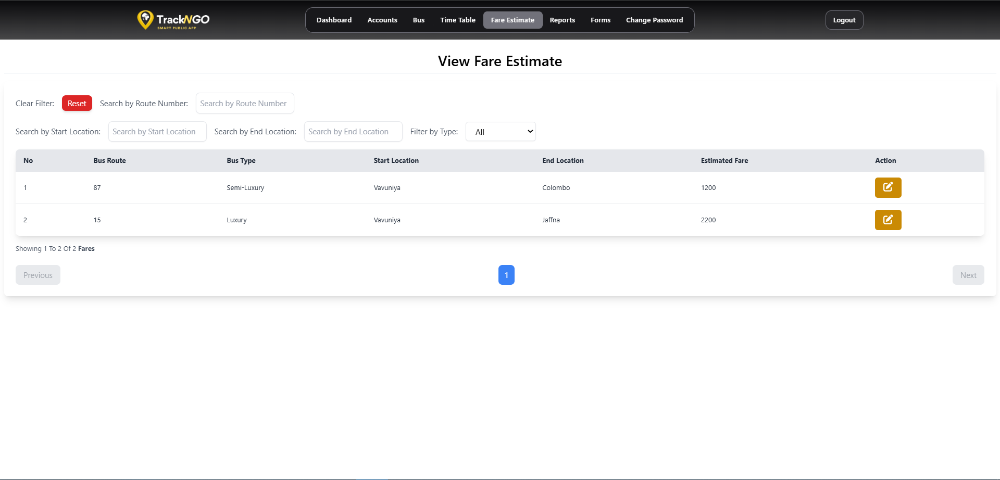 TrackNGO
SMART PUBLIC APP
Dashboard Accounts Bus Time Table Fare Estimate Reports Forms Change Password
Logout
View Fare Estimate
Clear Filter: Reset Search by Route Number: Search by Route Number
Search by Start Location: Search by Start Location Search by End Location: Search by End Location Filter by Type: All
No Bus Route Bus Type Start Location End Location Estimated Fare Action
1 87 Semi-Luxury Vavuniya Colombo 1200
2 15 Luxury Vavuniya Jaffna 2200
Showing 1 To 2 Of 2 Fares
Previous 1 Next